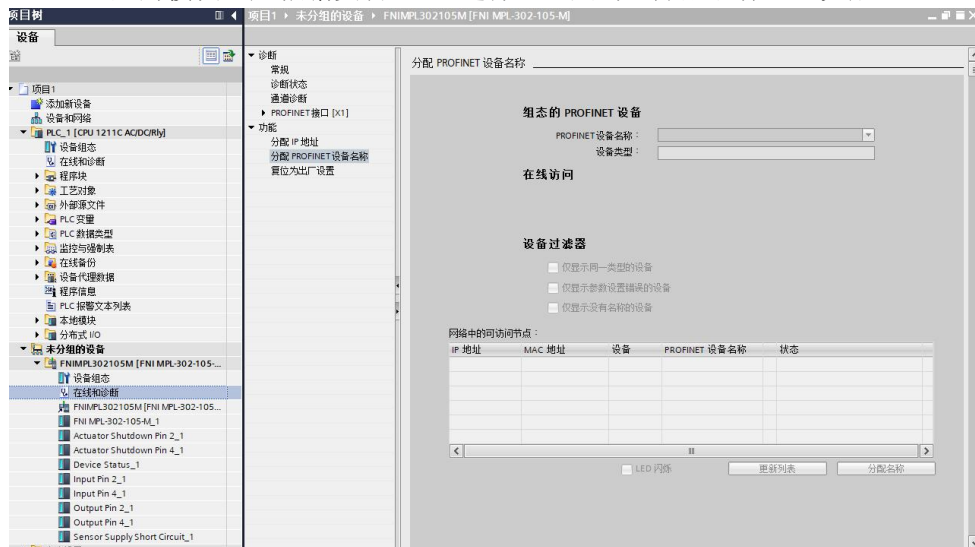 项目树
项目1 ▸ 未分组的设备 ▸ FNIMPL302105M [FNI MPL-302-105-M]
设备
项目1
添加新设备
设备和网络
PLC_1 [CPU 1211C AC/DC/Rly]
设备组态
在线和诊断
程序块
工艺对象
外部源文件
PLC 变量
PLC 数据类型
监控与强制表
在线备份
设备代理数据
程序信息
PLC 报警文本列表
本地模块
分布式 I/O
未分组的设备
FNIMPL302105M [FNI MPL-302-105-...
设备组态
在线和诊断
FNIMPL302105M [FNI MPL-302-105...
FNI MPL-302-105-M_1
Actuator Shutdown Pin 2_1
Actuator Shutdown Pin 4_1
Device Status_1
Input Pin 2_1
Input Pin 4_1
Output Pin 2_1
Output Pin 4_1
Sensor Supply Short Circuit_1
诊断
常规
诊断状态
通道诊断
PROFINET 接口 [X1]
功能
分配 IP 地址
分配 PROFINET 设备名称
复位为出厂设置
分配 PROFINET 设备名称
组态的 PROFINET 设备
PROFINET 设备名称：
设备类型：
在线访问
设备过滤器
仅显示同一类型的设备
仅显示参数设置错误的设备
仅显示没有名称的设备
网络中的可访问节点：
IP 地址 MAC 地址 设备 PROFINET 设备名称 状态
LED 闪烁 更新列表 分配名称